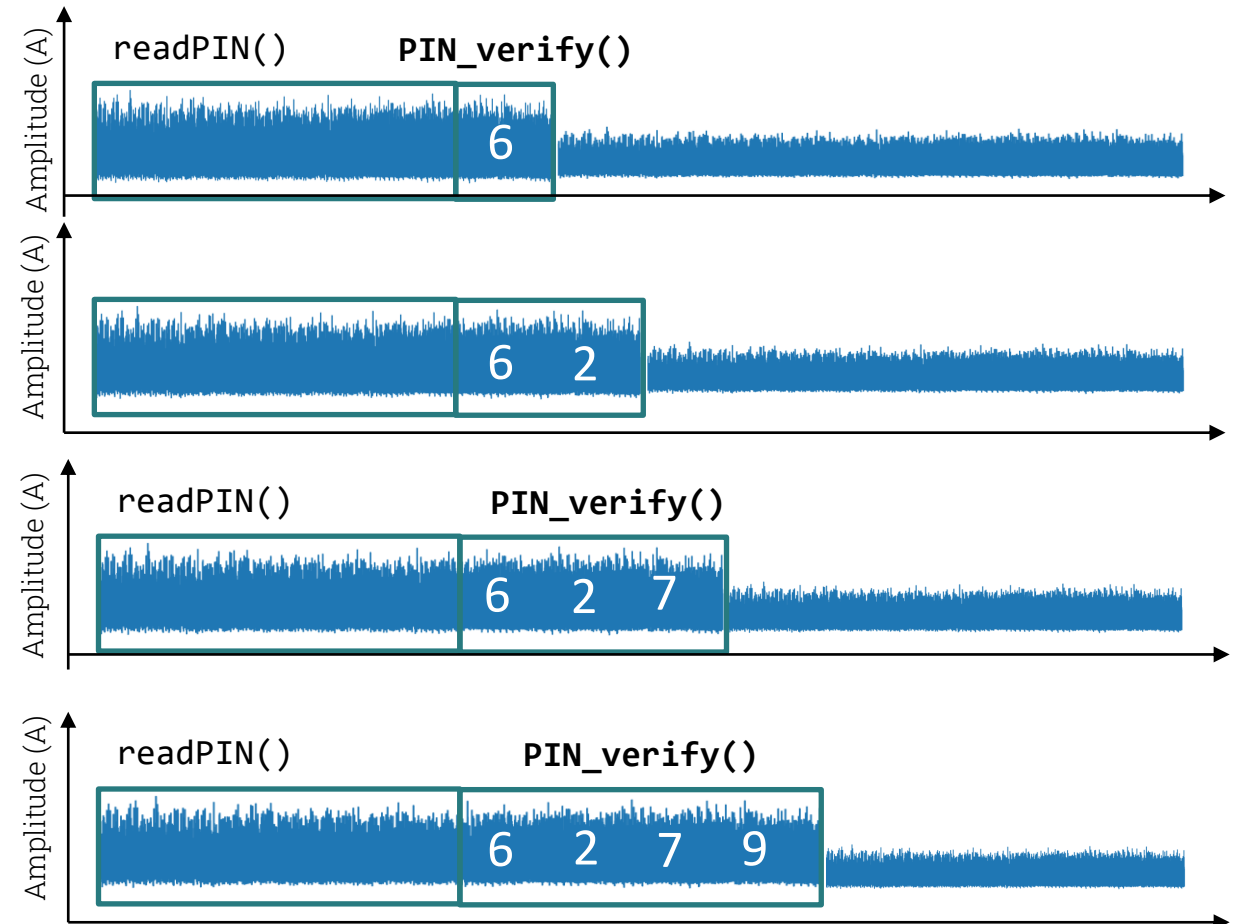 readPIN() PIN_verify()
Amplitude (A)
6
Amplitude (A)
6 2
readPIN() PIN_verify()
Amplitude (A)
6 2 7
readPIN() PIN_verify()
Amplitude (A)
6 2 7 9